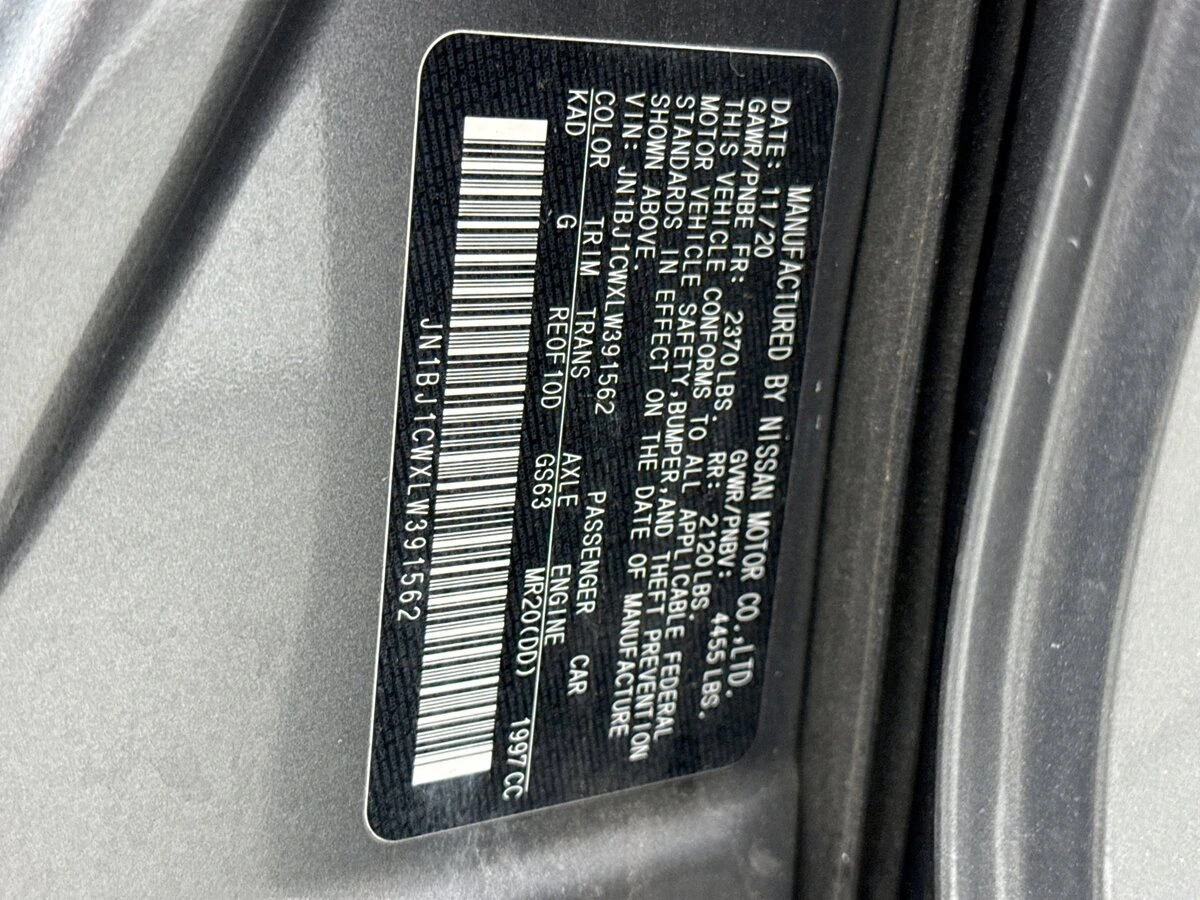 MANUFACTURED BY NISSAN MOTOR CO.,LTD.
DATE: 11/20 GVWR/PNBV: 4455LBS.
GAWR/PNBE FR: 2370LBS. RR: 2120LBS.
THIS VEHICLE CONFORMS TO ALL APPLICABLE FEDERAL
MOTOR VEHICLE SAFETY,BUMPER,AND THEFT PREVENTION
STANDARDS IN EFFECT ON THE DATE OF MANUFACTURE
SHOWN ABOVE.
VIN: JN1BJ1CWXLW391562 PASSENGER CAR
COLOR TRIM TRANS AXLE ENGINE
KAD G REOF10D GS63 MR20(DD) 1997CC
JN1BJ1CWXLW391562